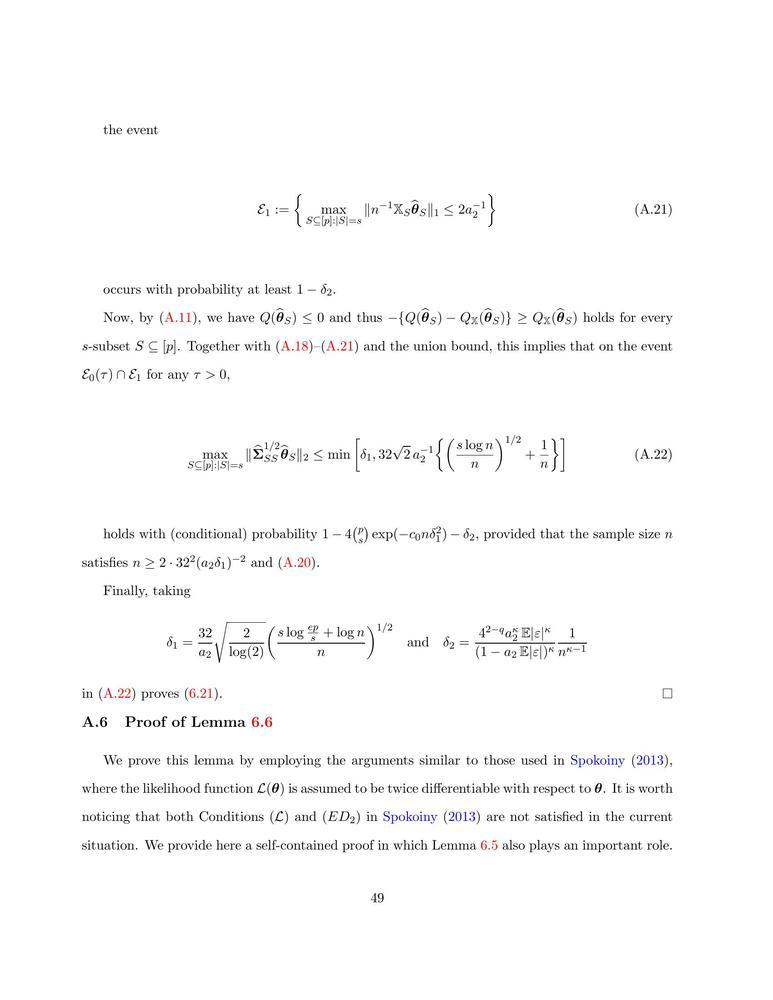 the event
$$\mathcal{E}_1 := \left\{ \max_{S \subseteq [p]:|S|=s} \|n^{-1}\mathbb{X}_S\widehat{\boldsymbol{\theta}}_S\|_1 \leq 2a_2^{-1} \right\} \quad \text{(A.21)}$$
occurs with probability at least $1 - \delta_2$.
Now, by (A.11), we have $Q(\widehat{\boldsymbol{\theta}}_S) \leq 0$ and thus $-\{Q(\widehat{\boldsymbol{\theta}}_S) - Q_{\mathbb{X}}(\widehat{\boldsymbol{\theta}}_S)\} \geq Q_{\mathbb{X}}(\widehat{\boldsymbol{\theta}}_S)$ holds for every
$s$-subset $S \subseteq [p]$. Together with (A.18)–(A.21) and the union bound, this implies that on the event
$\mathcal{E}_0(\tau) \cap \mathcal{E}_1$ for any $\tau > 0$,
$$\max_{S \subseteq [p]:|S|=s} \|\widehat{\boldsymbol{\Sigma}}_{SS}^{1/2}\widehat{\boldsymbol{\theta}}_S\|_2 \leq \min\left[\delta_1, 32\sqrt{2}\,a_2^{-1}\left\{\left(\frac{s \log n}{n}\right)^{1/2} + \frac{1}{n}\right\}\right] \quad \text{(A.22)}$$
holds with (conditional) probability $1 - 4\binom{p}{s}\exp(-c_0 n\delta_1^2) - \delta_2$, provided that the sample size $n$
satisfies $n \geq 2 \cdot 32^2(a_2\delta_1)^{-2}$ and (A.20).
Finally, taking
$$\delta_1 = \frac{32}{a_2}\sqrt{\frac{2}{\log(2)}}\left(\frac{s \log \frac{ep}{s} + \log n}{n}\right)^{1/2} \quad \text{and} \quad \delta_2 = \frac{4^{2-q}a_2^{\kappa}\,\mathbb{E}|\varepsilon|^{\kappa}}{(1 - a_2\,\mathbb{E}|\varepsilon|)^{\kappa}}\frac{1}{n^{\kappa-1}}$$
in (A.22) proves (6.21). □
A.6 Proof of Lemma 6.6
We prove this lemma by employing the arguments similar to those used in Spokoiny (2013),
where the likelihood function $\mathcal{L}(\boldsymbol{\theta})$ is assumed to be twice differentiable with respect to $\boldsymbol{\theta}$. It is worth
noticing that both Conditions ($\mathcal{L}$) and ($ED_2$) in Spokoiny (2013) are not satisfied in the current
situation. We provide here a self-contained proof in which Lemma 6.5 also plays an important role.
49